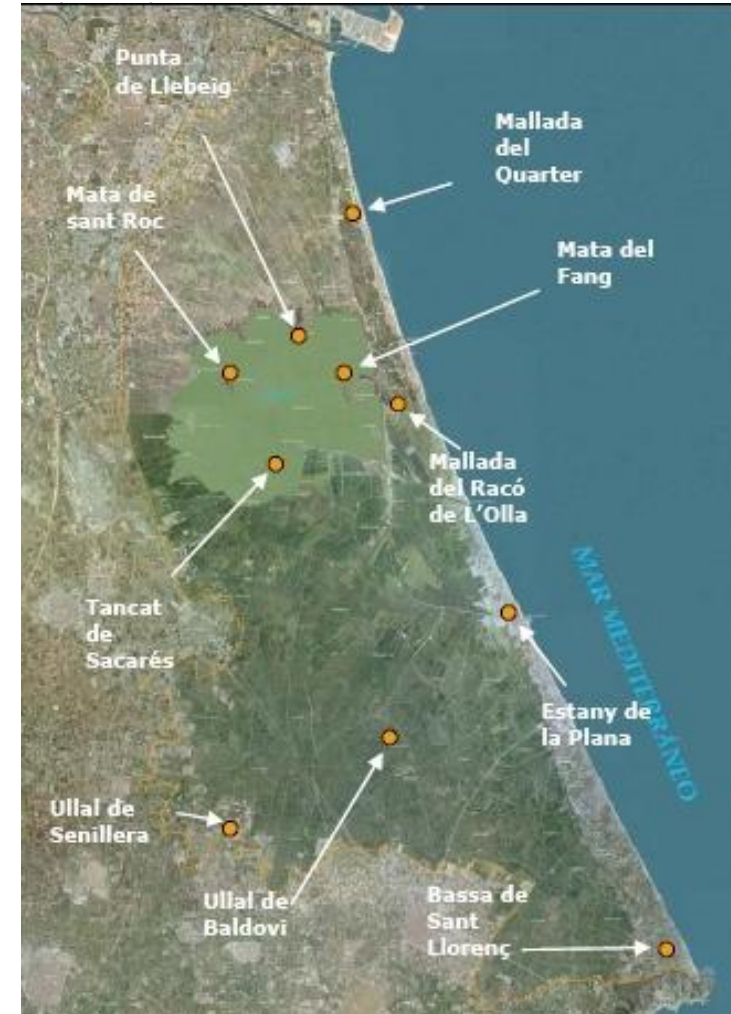 Punta
de Llebeig
Mallada
del
Quarter
Mata de
sant Roc
Mata del
Fang
Mallada
del Racó
de L'Olla
MAR MEDITERRÁNEO
Tancat
de
Sacarés
Estany de
la Plana
Ullal de
Senillera
Ullal de
Baldovi
Bassa de
Sant
Llorenç